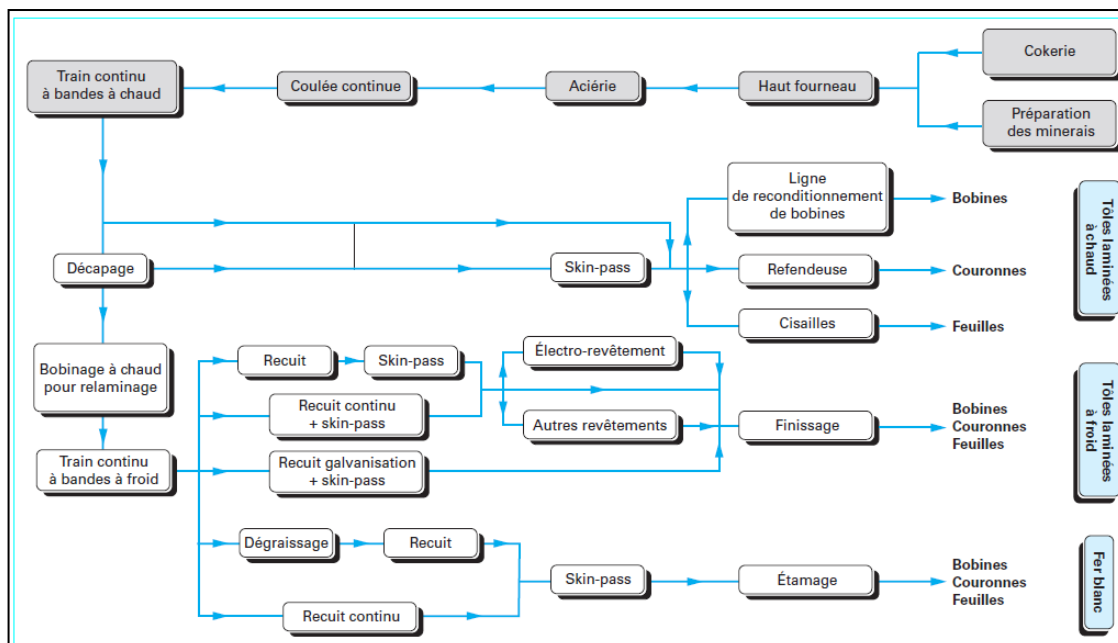 Train continu
à bandes à chaud
Coulée continue
Aciérie
Haut fourneau
Cokerie
Préparation
des minerais
Ligne
de reconditionnement
de bobines
Bobines
Tôles laminées
à chaud
Décapage
Skin-pass
Refendeuse
Couronnes
Cisailles
Feuilles
Bobinage à chaud
pour relaminage
Recuit
Skin-pass
Électro-revêtement
Recuit continu
+ skin-pass
Autres revêtements
Finissage
Bobines
Couronnes
Feuilles
Tôles laminées
à froid
Train continu
à bandes à froid
Recuit galvanisation
+ skin-pass
Dégraissage
Recuit
Skin-pass
Étamage
Bobines
Couronnes
Feuilles
Fer blanc
Recuit continu